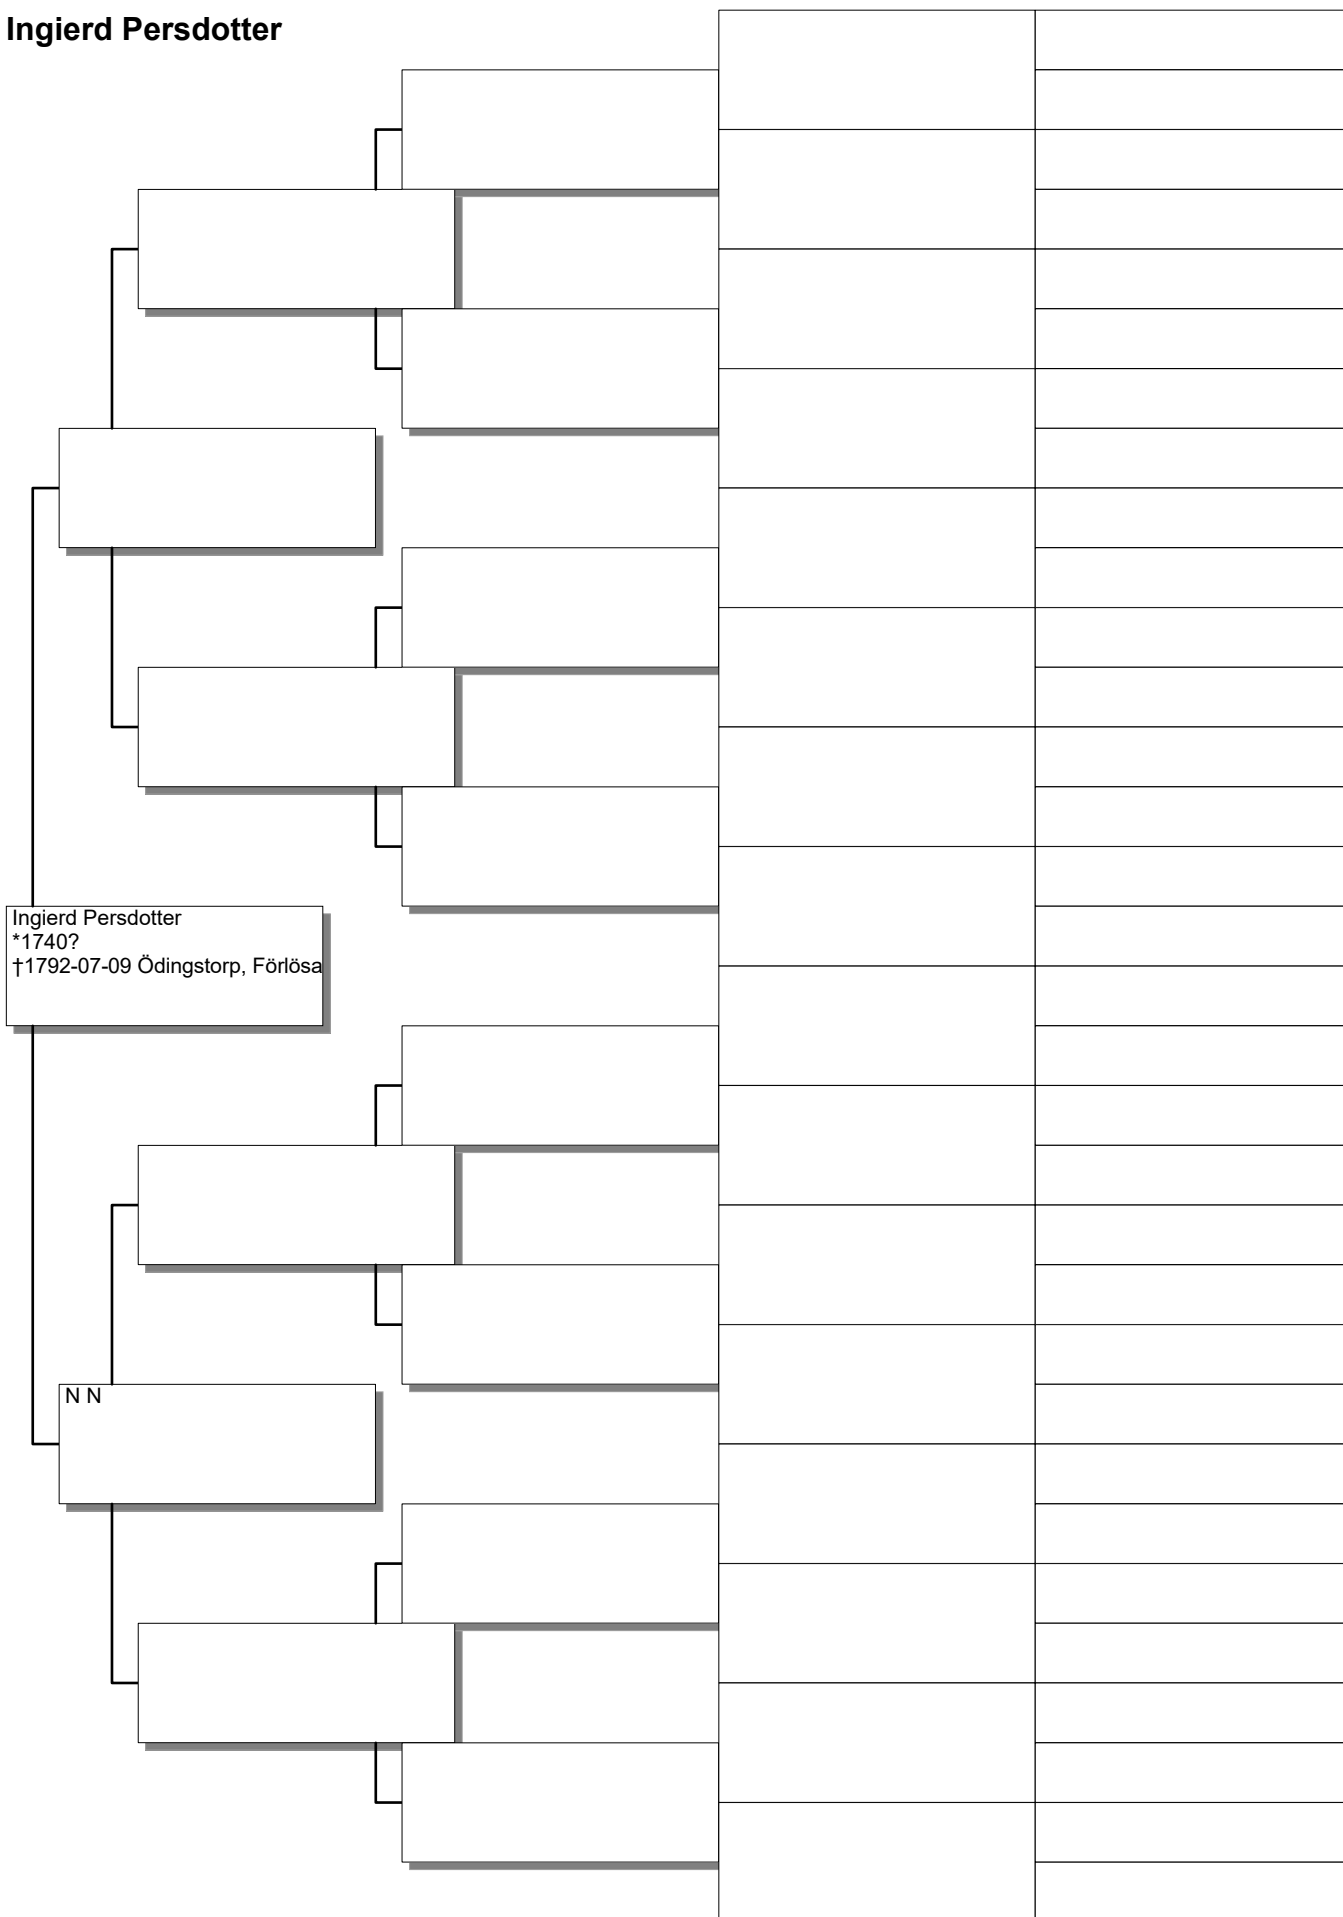 Ingierd Persdotter
Ingierd Persdotter
*1740?
†1792-07-09 Ödingstorp, Förlösa
N N